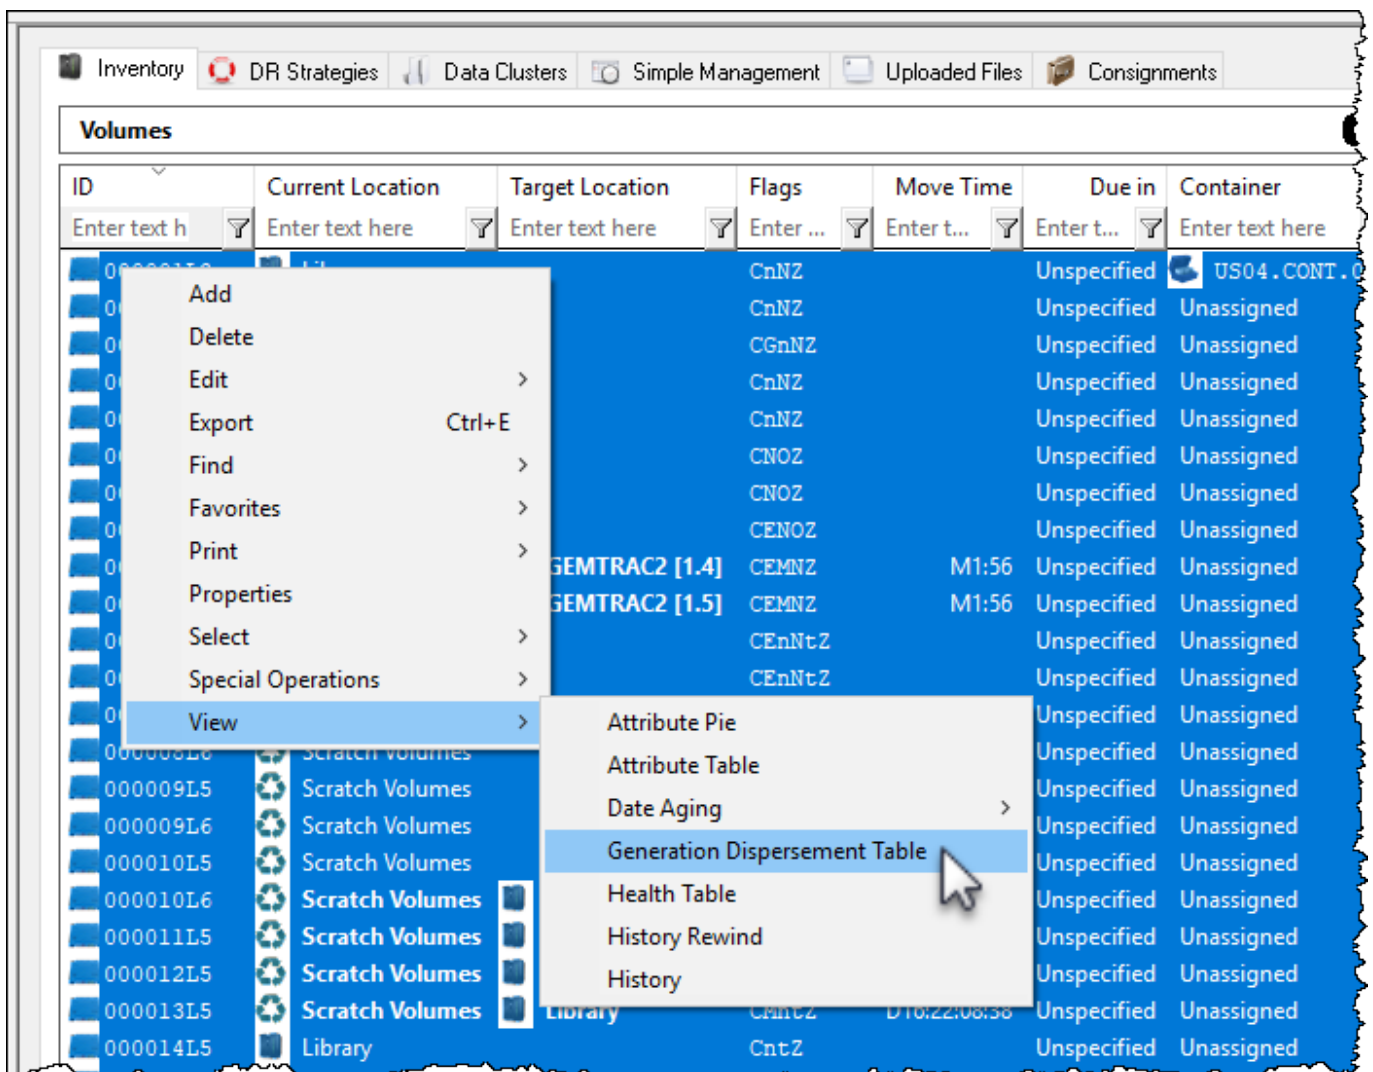 Inventory DR Strategies Data Clusters Simple Management Uploaded Files Consignments
Volumes
ID Current Location Target Location Flags Move Time Due in Container
Enter text h Enter text here Enter text here Enter ... Enter t... Enter t... Enter text here
CnNZ Unspecified US04.CONT.
Add
CnNZ Unspecified Unassigned
Delete
CGnNZ Unspecified Unassigned
Edit
CnNZ Unspecified Unassigned
Export Ctrl+E
CnNZ Unspecified Unassigned
Find
CNOZ Unspecified Unassigned
Favorites
CNOZ Unspecified Unassigned
Print
CENOZ Unspecified Unassigned
GEMTRAC2 [1.4] CEMNZ M1:56 Unspecified Unassigned
Properties
GEMTRAC2 [1.5] CEMNZ M1:56 Unspecified Unassigned
Select
CEnNtZ Unspecified Unassigned
Special Operations
CEnNtZ Unspecified Unassigned
View
Unspecified Unassigned
Attribute Pie
Scratch Volumes Unspecified Unassigned
Attribute Table
000009L5 Scratch Volumes Unspecified Unassigned
Date Aging
000009L6 Scratch Volumes Unspecified Unassigned
Generation Dispersement Table
000010L5 Scratch Volumes Unspecified Unassigned
Health Table
000010L6 Scratch Volumes Unspecified Unassigned
History Rewind
000011L5 Scratch Volumes Unspecified Unassigned
History
000012L5 Scratch Volumes Unspecified Unassigned
000013L5 Scratch Volumes Library CMntZ D16:22:08:38 Unspecified Unassigned
000014L5 Library CntZ Unspecified Unassigned